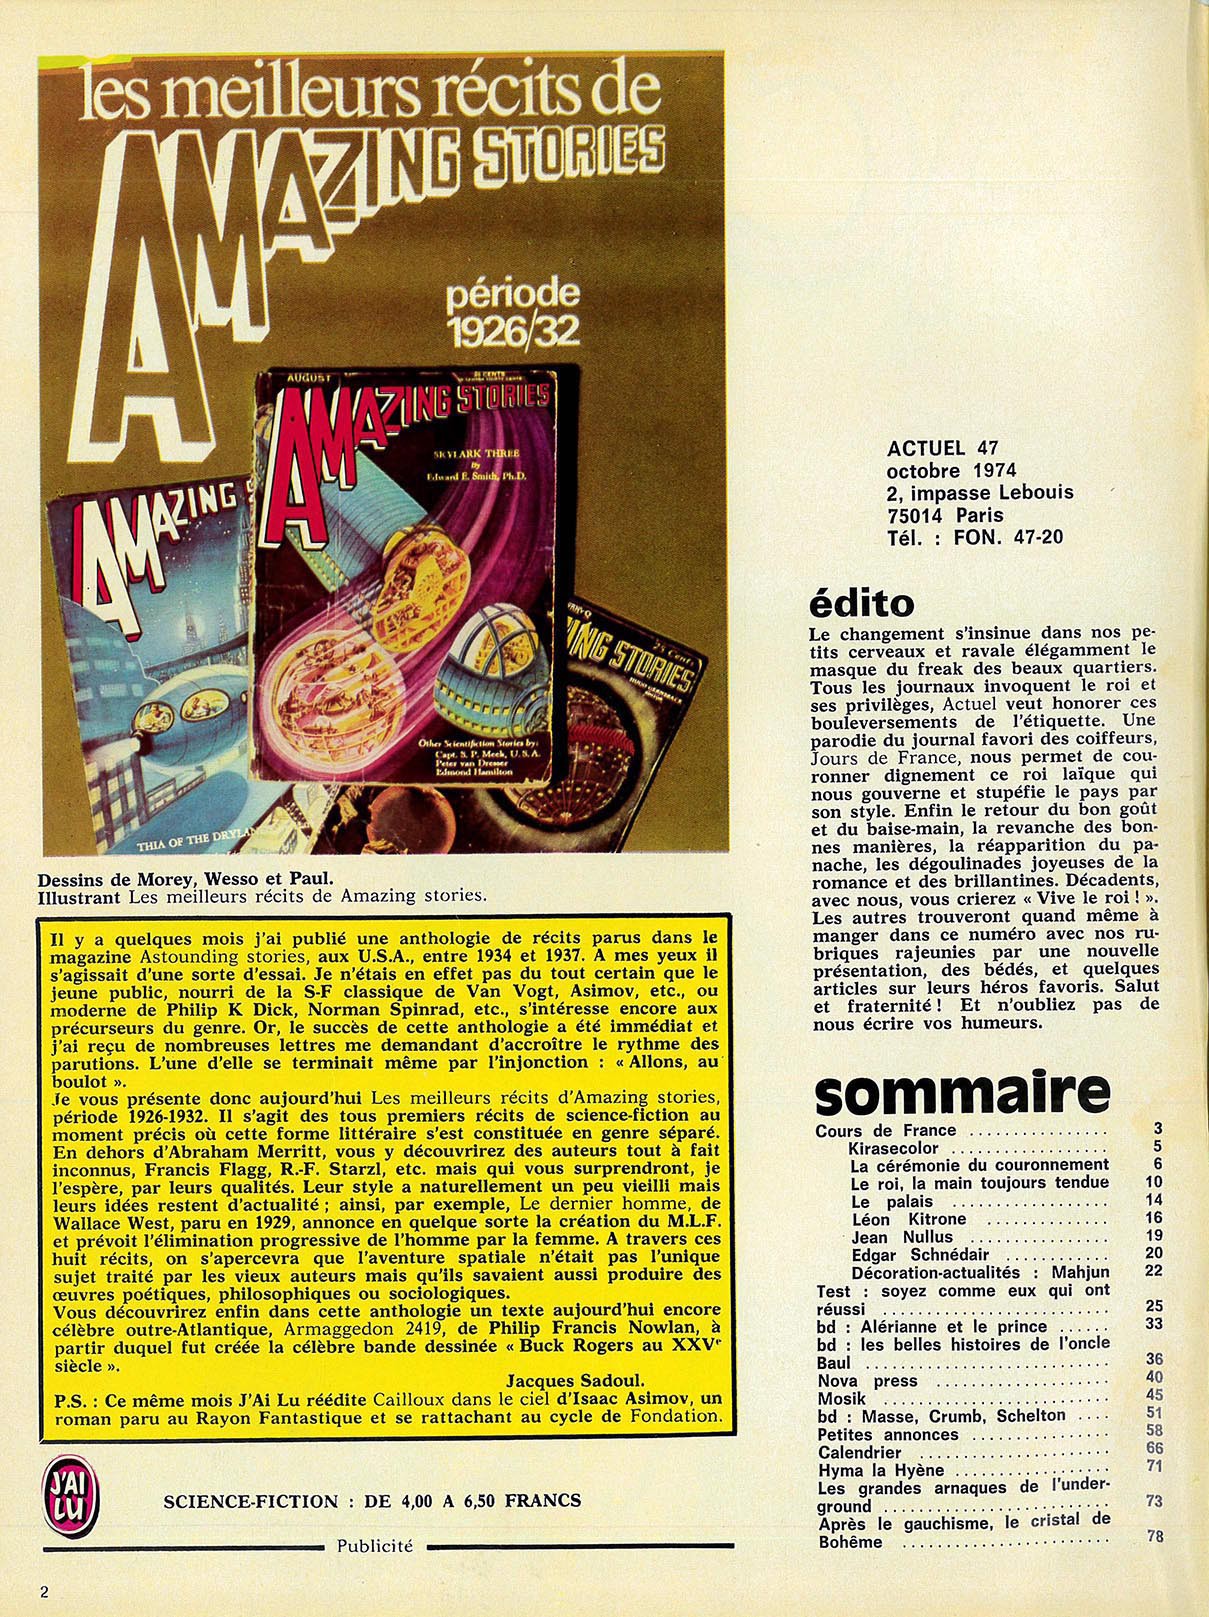 les meilleurs récits de
AMAZING STORIES
période
1926/32
AUGUST
25 CENTS
AMAZING STORIES
SKYLARK THREE
By
Edward E. Smith, Ph.D.
Other Scientifiction Stories by:
Capt. S. P. Meek, U. S. A.
Peter van Dresser
Edmond Hamilton
AMAZING S
THIA OF THE DRYLAN
ZING STORIES
25 Cents
HUGO GERNSBACK
EDITOR
Dessins de Morey, Wesso et Paul.
Illustrant Les meilleurs récits de Amazing stories.
Il y a quelques mois j'ai publié une anthologie de récits parus dans le
magazine Astounding stories, aux U.S.A., entre 1934 et 1937. A mes yeux il
s'agissait d'une sorte d'essai. Je n'étais en effet pas du tout certain que le
jeune public, nourri de la S-F classique de Van Vogt, Asimov, etc., ou
moderne de Philip K Dick, Norman Spinrad, etc., s'intéresse encore aux
précurseurs du genre. Or, le succès de cette anthologie a été immédiat et
j'ai reçu de nombreuses lettres me demandant d'accroître le rythme des
parutions. L'une d'elle se terminait même par l'injonction : « Allons, au
boulot ».
Je vous présente donc aujourd'hui Les meilleurs récits d'Amazing stories,
période 1926-1932. Il s'agit des tous premiers récits de science-fiction au
moment précis où cette forme littéraire s'est constituée en genre séparé.
En dehors d'Abraham Merritt, vous y découvrirez des auteurs tout à fait
inconnus, Francis Flagg, R.-F. Starzl, etc. mais qui vous surprendront, je
l'espère, par leurs qualités. Leur style a naturellement un peu vieilli mais
leurs idées restent d'actualité ; ainsi, par exemple, Le dernier homme, de
Wallace West, paru en 1929, annonce en quelque sorte la création du M.L.F.
et prévoit l'élimination progressive de l'homme par la femme. A travers ces
huit récits, on s'apercevra que l'aventure spatiale n'était pas l'unique
sujet traité par les vieux auteurs mais qu'ils savaient aussi produire des
œuvres poétiques, philosophiques ou sociologiques.
Vous découvrirez enfin dans cette anthologie un texte aujourd'hui encore
célèbre outre-Atlantique, Armaggedon 2419, de Philip Francis Nowlan, à
partir duquel fut créée la célèbre bande dessinée « Buck Rogers au XXVe
siècle ».
Jacques Sadoul.
P.S. : Ce même mois J'Ai Lu réédite Cailloux dans le ciel d'Isaac Asimov, un
roman paru au Rayon Fantastique et se rattachant au cycle de Fondation.
J'AI
LU
SCIENCE-FICTION : DE 4,00 A 6,50 FRANCS
Publicité
2
ACTUEL 47
octobre 1974
2, impasse Lebouis
75014 Paris
Tél. : FON. 47-20
édito
Le changement s'insinue dans nos pe-
tits cerveaux et ravale élégamment le
masque du freak des beaux quartiers.
Tous les journaux invoquent le roi et
ses privilèges, Actuel veut honorer ces
bouleversements de l'étiquette. Une
parodie du journal favori des coiffeurs,
Jours de France, nous permet de cou-
ronner dignement ce roi laïque qui
nous gouverne et stupéfie le pays par
son style. Enfin le retour du bon goût
et du baise-main, la revanche des bon-
nes manières, la réapparition du pa-
nache, les dégoulinades joyeuses de la
romance et des brillantines. Décadents,
avec nous, vous crierez « Vive le roi ! ».
Les autres trouveront quand même à
manger dans ce numéro avec nos ru-
briques rajeunies par une nouvelle
présentation, des bédés, et quelques
articles sur leurs héros favoris. Salut
et fraternité ! Et n'oubliez pas de
nous écrire vos humeurs.
sommaire
Cours de France ................ 3
Kirasecolor .................. 5
La cérémonie du couronnement 6
Le roi, la main toujours tendue 10
Le palais .................... 14
Léon Kitrone .............. 16
Jean Nullus ................ 19
Edgar Schnédair ............ 20
Décoration-actualités : Mahjun 22
Test : soyez comme eux qui ont
réussi .......................... 25
bd : Alérianne et le prince ...... 33
bd : les belles histoires de l'oncle
Baul ............................ 36
Nova press .................... 40
Mosik .......................... 45
bd : Masse, Crumb, Schelton .... 51
Petites annonces ................ 58
Calendrier ...................... 66
Hyma la Hyène .................. 71
Les grandes arnaques de l'under-
ground .......................... 73
Après le gauchisme, le cristal de
Bohême ........................ 78